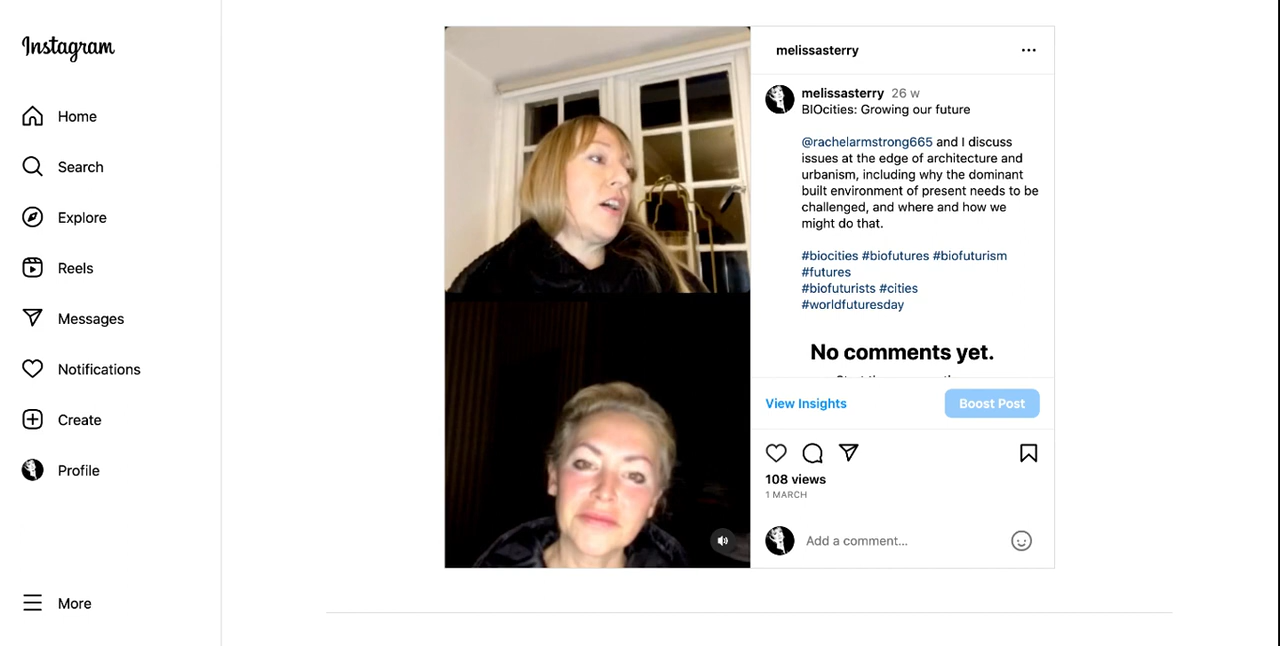 Instagram
Home
Search
Explore
Reels
Messages
Notifications
Create
Profile
More
melissasterry
melissasterry 26 w
BIOcities: Growing our future
@rachelarmstrong665 and I discuss
issues at the edge of architecture and
urbanism, including why the dominant
built environment of present needs to be
challenged, and where and how we
might do that.
#biocities #biofutures #biofuturism
#futures
#biofuturists #cities
#worldfuturesday
No comments yet.
View Insights
Boost Post
108 views
1 MARCH
Add a comment...